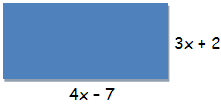 3x + 2
4x – 7